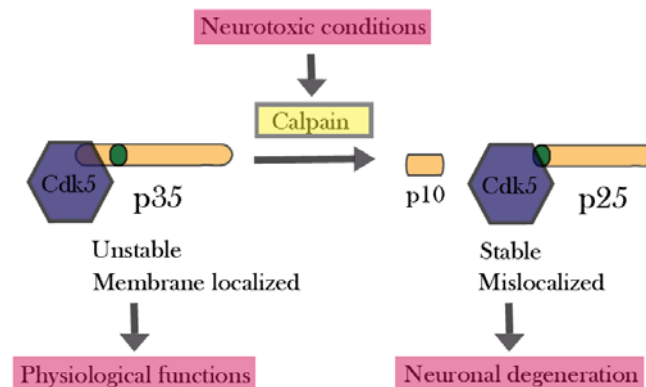 Neurotoxic conditions
Calpain
Cdk5
p35
p10
Cdk5
p25
Unstable
Membrane localized
Stable
Mislocalized
Physiological functions
Neuronal degeneration